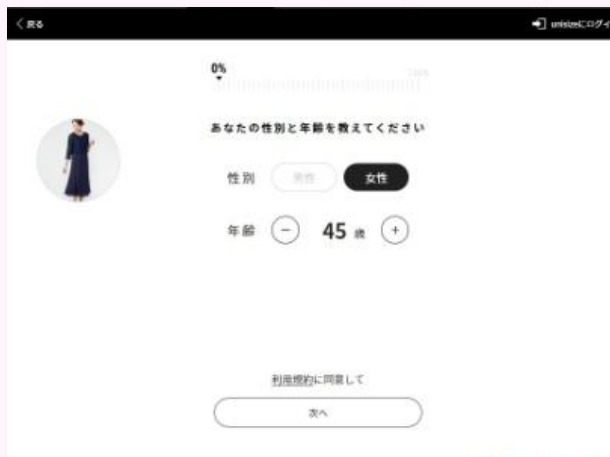 戻る
unisizeにログイ
0%
100%
あなたの性別と年齢を教えてください
性別 男性 女性
年齢 − 45 歳 +
利用規約に同意して
次へ